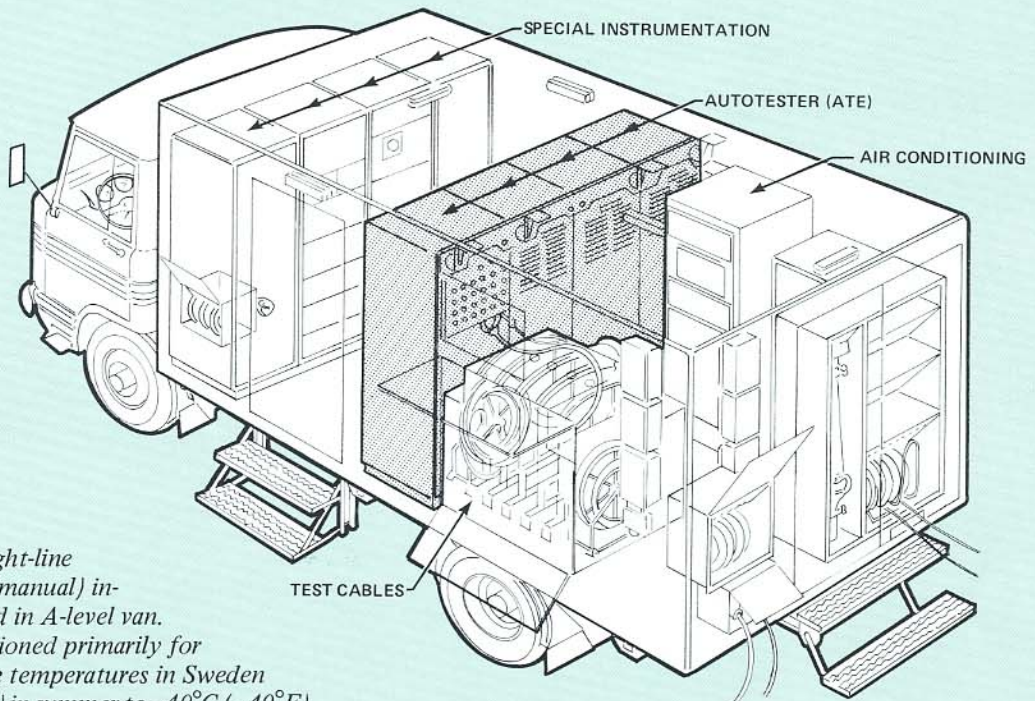 SPECIAL INSTRUMENTATION
AUTOTESTER (ATE)
AIR CONDITIONING
TEST CABLES
ght-line
manual) in-
d in A-level van.
ioned primarily for
e temperatures in Sweden
in summer to -40°C (-40°F)